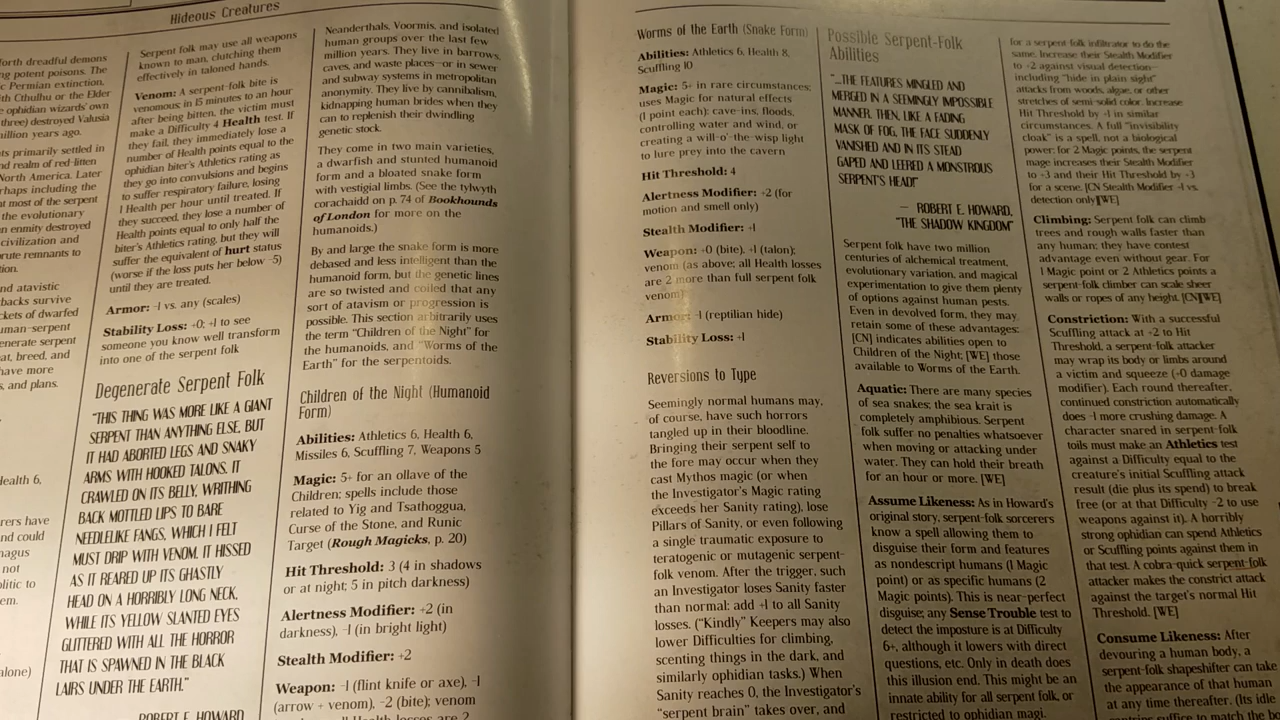 Hideous Creatures
forth dreadful demons
ng potent poisons. The
Permian extinction.
th Cthulhu or the Elder
ophidian wizards' own
three) destroyed Valusia
million years ago.
ts primarily settled in
nd realm of red-litten
North America. Later
rhaps including the
t most of the serpent
the evolutionary
n enmity destroyed
civilization and
brute remnants to
tion.
nd atavistic
backs survive
ckets of dwarfed
uman-serpent
enerate serpent
at, breed, and
have more
s, and plans.
Health 6,
rers have
nd could
magus
not
olitic to
em.
alone)
Serpent folk may use all weapons
known to man, clutching them
effectively in taloned hands.
Venom: A serpent-folk bite is
venomous: in 15 minutes to an hour
after being bitten, the victim must
make a Difficulty 4 Health test. If
they fail, they immediately lose a
number of Health points equal to the
ophidian biter's Athletics rating as
they go into convulsions and begins
to suffer respiratory failure, losing
1 Health per hour until treated. If
they succeed, they lose a number of
Health points equal to only half the
biter's Athletics rating, but they will
suffer the equivalent of hurt status
(worse if the loss puts her below -5)
until they are treated.
Armor: -1 vs. any (scales)
Stability Loss: +0; +1 to see
someone you know well transform
into one of the serpent folk
Degenerate Serpent Folk
"THIS THING WAS MORE LIKE A GIANT
SERPENT THAN ANYTHING ELSE, BUT
IT HAD ABORTED LEGS AND SNAKY
ARMS WITH HOOKED TALONS. IT
CRAWLED ON ITS BELLY, WRITHING
BACK MOTTLED LIPS TO BARE
NEEDLELIKE FANGS, WHICH I FELT
MUST DRIP WITH VENOM. IT HISSED
AS IT REARED UP ITS GHASTLY
HEAD ON A HORRIBLY LONG NECK,
WHILE ITS YELLOW SLANTED EYES
GLITTERED WITH ALL THE HORROR
THAT IS SPAWNED IN THE BLACK
LAIRS UNDER THE EARTH."
ROBERT E. HOWARD
Neanderthals, Voormis, and isolated
human groups over the last few
million years. They live in barrows,
caves, and waste places—or in sewer
and subway systems in metropolitan
anonymity. They live by cannibalism,
kidnapping human brides when they
can to replenish their dwindling
genetic stock.
They come in two main varieties,
a dwarfish and stunted humanoid
form and a bloated snake form
with vestigial limbs. (See the tylwyth
corachaidd on p. 74 of Bookhounds
of London for more on the
humanoids.)
By and large the snake form is more
debased and less intelligent than the
humanoid form, but the genetic lines
are so twisted and coiled that any
sort of atavism or progression is
possible. This section arbitrarily uses
the term "Children of the Night" for
the humanoids, and "Worms of the
Earth" for the serpentoids.
Children of the Night (Humanoid
Form)
Abilities: Athletics 6, Health 6,
Missiles 6, Scuffling 7, Weapons 5
Magic: 5+ for an ollave of the
Children; spells include those
related to Yig and Tsathoggua,
Curse of the Stone, and Runic
Target (Rough Magicks, p. 20)
Hit Threshold: 3 (4 in shadows
or at night; 5 in pitch darkness)
Alertness Modifier: +2 (in
darkness), -1 (in bright light)
Stealth Modifier: +2
Weapon: -1 (flint knife or axe), -1
(arrow + venom), -2 (bite); venom
Worms of the Earth (Snake Form)
Abilities: Athletics 6, Health 8,
Scuffling 10
Magic: 5+ in rare circumstances;
uses Magic for natural effects
(1 point each): cave-ins, floods,
controlling water and wind, or
creating a will-o'-the-wisp light
to lure prey into the cavern
Hit Threshold: 4
Alertness Modifier: +2 (for
motion and smell only)
Stealth Modifier: +1
Weapon: +0 (bite), +1 (talon);
venom (as above; all Health losses
are 2 more than full serpent folk
venom)
Armor: -1 (reptilian hide)
Stability Loss: +1
Reversions to Type
Seemingly normal humans may,
of course, have such horrors
tangled up in their bloodline.
Bringing their serpent self to
the fore may occur when they
cast Mythos magic (or when
the Investigator's Magic rating
exceeds her Sanity rating), lose
Pillars of Sanity, or even following
a single traumatic exposure to
teratogenic or mutagenic serpent-
folk venom. After the trigger, such
an Investigator loses Sanity faster
than normal: add +1 to all Sanity
losses. ("Kindly" Keepers may also
lower Difficulties for climbing,
scenting things in the dark, and
similarly ophidian tasks.) When
Sanity reaches 0, the Investigator's
"serpent brain" takes over, and
Possible Serpent-Folk
Abilities
"...THE FEATURES MINGLED AND
MERGED IN A SEEMINGLY IMPOSSIBLE
MANNER. THEN, LIKE A FADING
MASK OF FOG, THE FACE SUDDENLY
VANISHED AND IN ITS STEAD
GAPED AND LEERED A MONSTROUS
SERPENT'S HEAD!"
— ROBERT E. HOWARD,
"THE SHADOW KINGDOM"
Serpent folk have two million
centuries of alchemical treatment,
evolutionary variation, and magical
experimentation to give them plenty
of options against human pests.
Even in devolved form, they may
retain some of these advantages:
[CN] indicates abilities open to
Children of the Night; [WE] those
available to Worms of the Earth.
Aquatic: There are many species
of sea snakes; the sea krait is
completely amphibious. Serpent
folk suffer no penalties whatsoever
when moving or attacking under
water. They can hold their breath
for an hour or more. [WE]
Assume Likeness: As in Howard's
original story, serpent-folk sorcerers
know a spell allowing them to
disguise their form and features
as nondescript humans (1 Magic
point) or as specific humans (2
Magic points). This is near-perfect
disguise; any Sense Trouble test to
detect the imposture is at Difficulty
6+, although it lowers with direct
questions, etc. Only in death does
this illusion end. This might be an
innate ability for all serpent folk, or
restricted to ophidian magi.
for a serpent-folk infiltrator to do the
same. Increase their Stealth Modifier
to +2 against visual detection—
including "hide in plain sight"
attacks from woods, algae, or other
stretches of semi-solid color. Increase
Hit Threshold by +1 in similar
circumstances. A full "invisibility
cloak" is a spell, not a biological
power: for 2 Magic points, the serpent
mage increases their Stealth Modifier
to +3 and their Hit Threshold by +3
for a scene. [CN Stealth Modifier +1 vs.
detection only][WE]
Climbing: Serpent folk can climb
trees and rough walls faster than
any human; they have contest
advantage even without gear. For
1 Magic point or 2 Athletics points a
serpent-folk climber can scale sheer
walls or ropes of any height. [CN][WE]
Constriction: With a successful
Scuffling attack at +2 to Hit
Threshold, a serpent-folk attacker
may wrap its body or limbs around
a victim and squeeze (+0 damage
modifier). Each round thereafter,
continued constriction automatically
does +1 more crushing damage. A
character snared in serpent-folk
toils must make an Athletics test
against a Difficulty equal to the
creature's initial Scuffling attack
result (die plus its spend) to break
free (or at that Difficulty -2 to use
weapons against it). A horribly
strong ophidian can spend Athletics
or Scuffling points against them in
that test. A cobra-quick serpent-folk
attacker makes the constrict attack
against the target's normal Hit
Threshold. [WE]
Consume Likeness: After
devouring a human body, a
serpent-folk shapeshifter can take
the appearance of that human
at any time thereafter. (Its idle